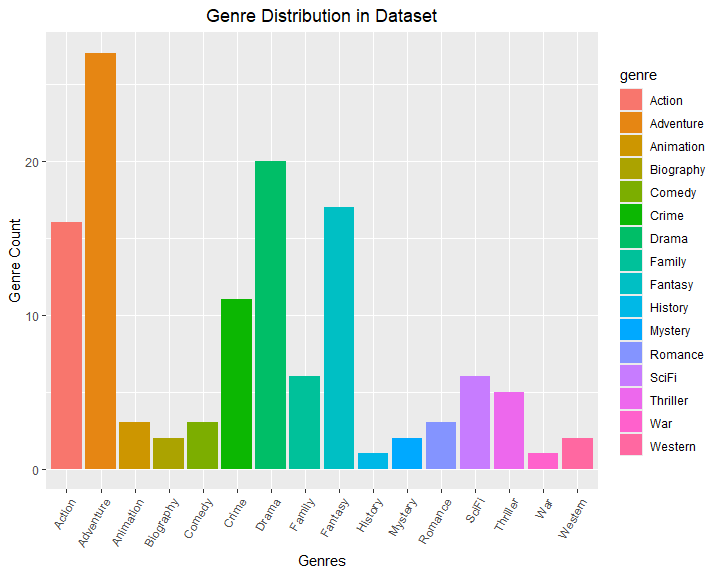 Genre Distribution in Dataset
Genre Count
20
10
0
Action
Adventure
Animation
Biography
Comedy
Crime
Drama
Family
Fantasy
History
Mystery
Romance
SciFi
Thriller
War
Western
Genres
genre
Action
Adventure
Animation
Biography
Comedy
Crime
Drama
Family
Fantasy
History
Mystery
Romance
SciFi
Thriller
War
Western